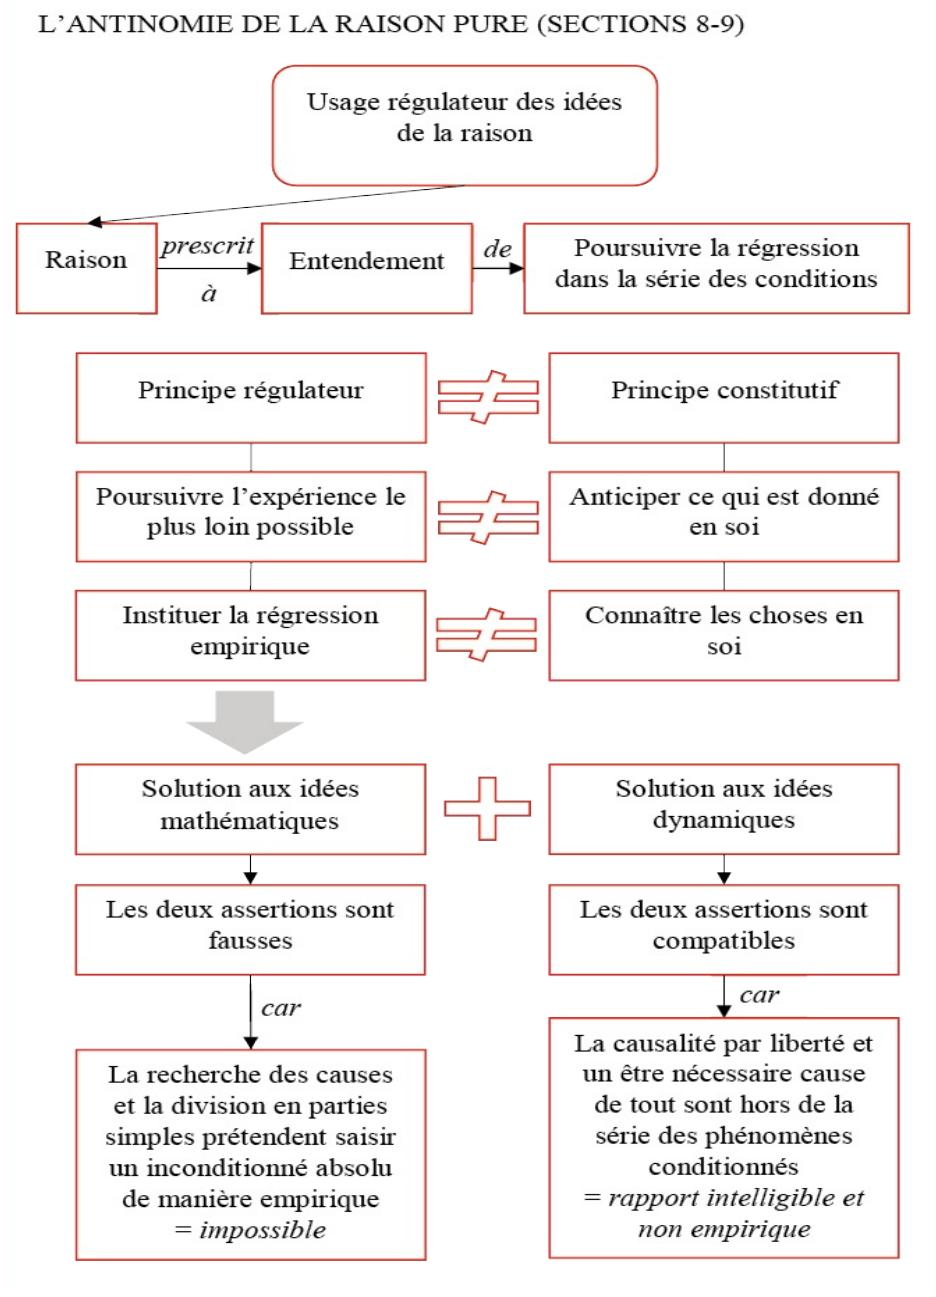 L’ANTINOMIE DE LA RAISON PURE (SECTIONS 8-9)
Usage régulateur des idées
de la raison
Raison
prescrit
à
Entendement
de
Poursuivre la régression
dans la série des conditions
Principe régulateur
Principe constitutif
Poursuivre l’expérience le
plus loin possible
Anticiper ce qui est donné
en soi
Instituer la régression
empirique
Connaître les choses en
soi
Solution aux idées
mathématiques
Solution aux idées
dynamiques
Les deux assertions sont
fausses
Les deux assertions sont
compatibles
car
La recherche des causes
et la division en parties
simples prétendent saisir
un inconditionné absolu
de manière empirique
= impossible
car
La causalité par liberté et
un être nécessaire cause
de tout sont hors de la
série des phénomènes
conditionnés
= rapport intelligible et
non empirique